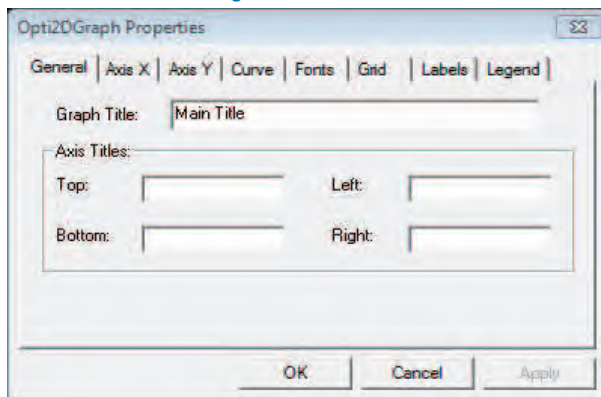 Opti2DGraph Properties
General Axis X Axis Y Curve Fonts Grid Labels Legend
Graph Title: Main Title
Axis Titles:
Top: Left:
Bottom: Right:
OK Cancel Apply